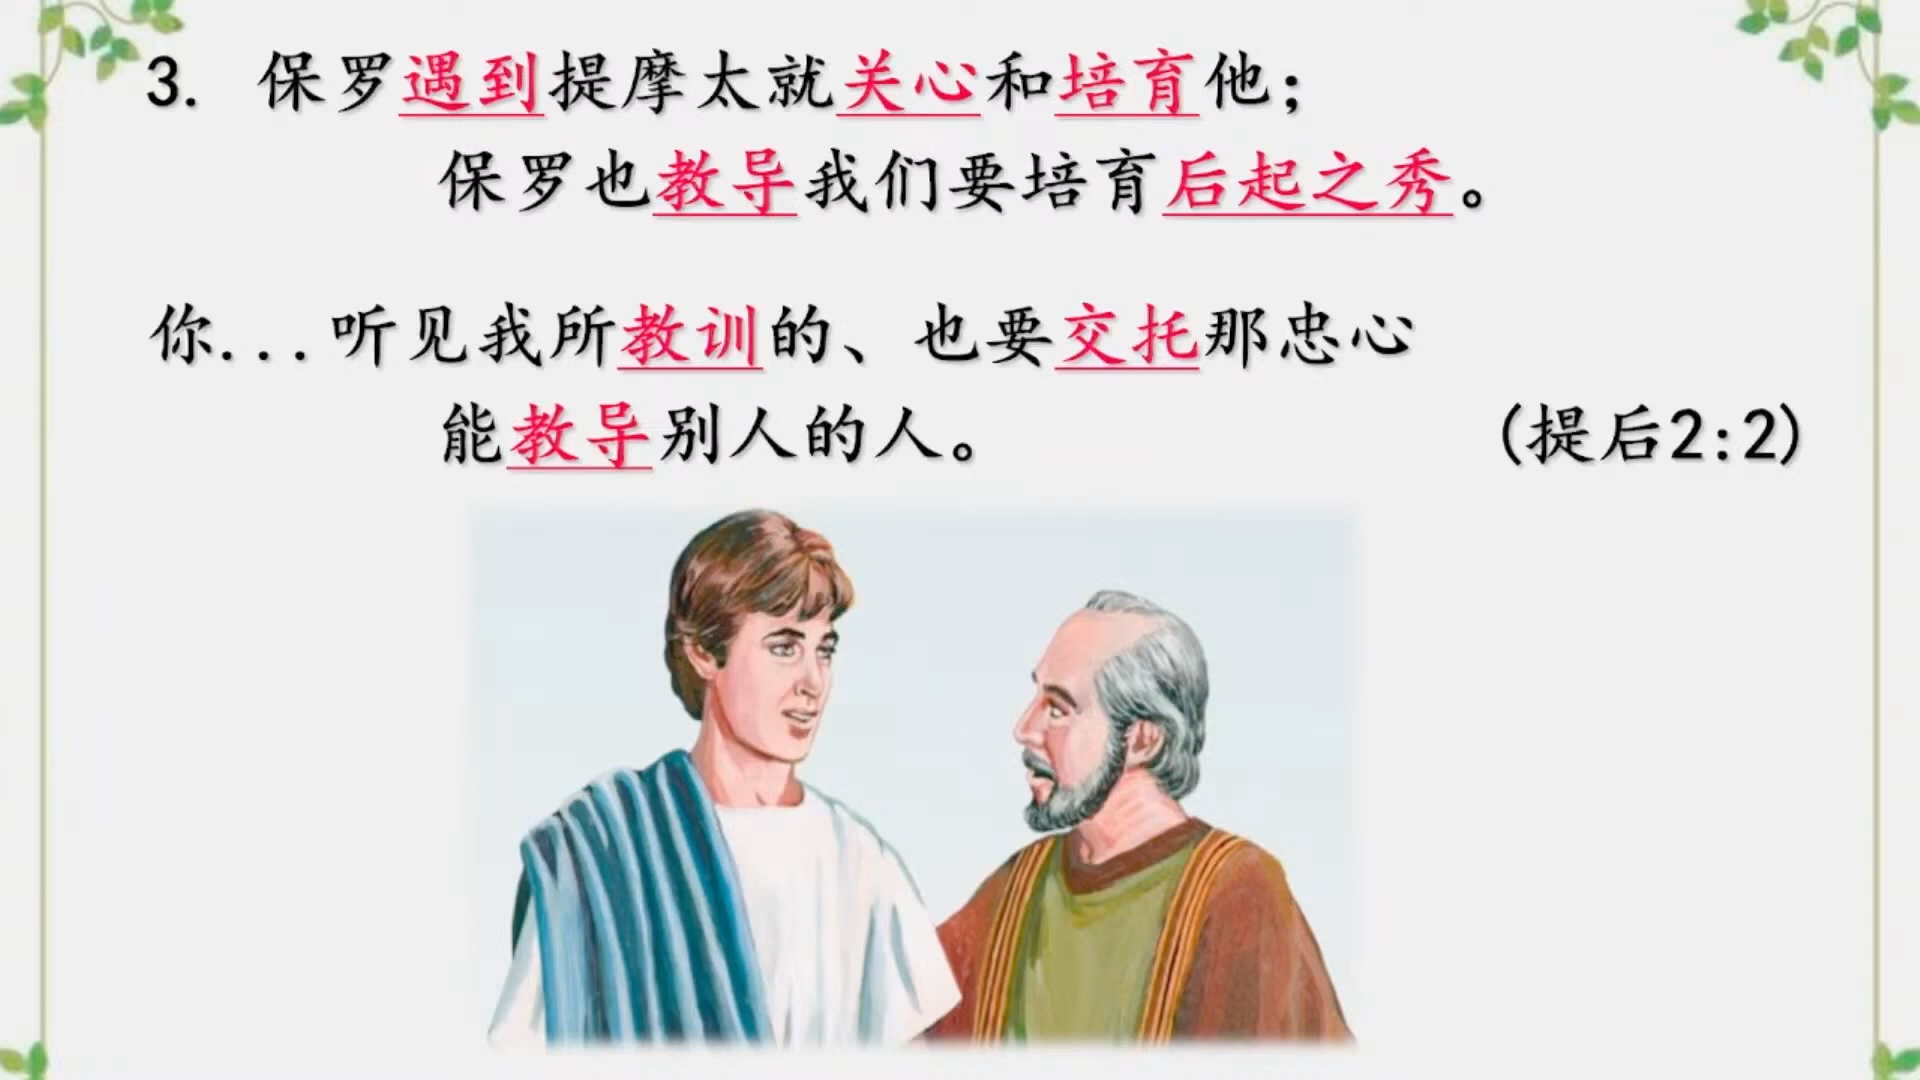 3. 保罗遇到提摩太就关心和培育他；
保罗也教导我们要培育后起之秀。
你...听见我所教训的、也要交托那忠心
能教导别人的人。 (提后2:2)